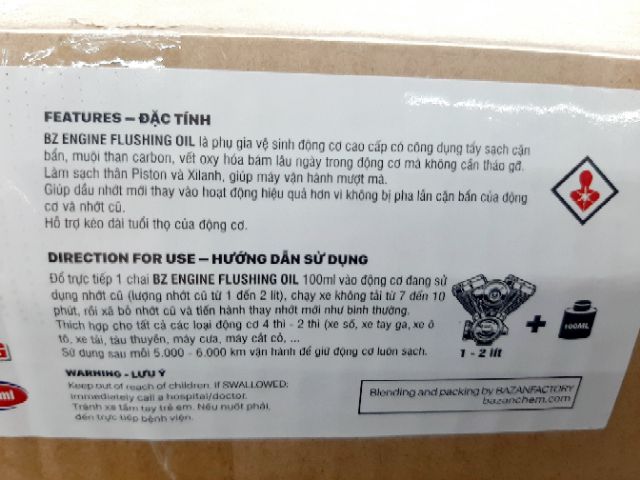 FEATURES – ĐẶC TÍNH
BZ ENGINE FLUSHING OIL là phụ gia vệ sinh động cơ cao cấp có công dụng tẩy sạch cặn
bẩn, muội than carbon, vết oxy hóa bám lâu ngày trong động cơ mà không cần tháo gỡ.
Làm sạch thân Piston và Xilanh, giúp máy vận hành mượt mà.
Giúp dầu nhớt mới thay vào hoạt động hiệu quả hơn vì không bị pha lẫn cặn bẩn của động
cơ và nhớt cũ.
Hỗ trợ kéo dài tuổi thọ của động cơ.
DIRECTION FOR USE – HƯỚNG DẪN SỬ DỤNG
Đổ trực tiếp 1 chai BZ ENGINE FLUSHING OIL 100ml vào động cơ đang sử
dụng nhớt cũ (lượng nhớt cũ từ 1 đến 2 lít), chạy xe không tải từ 7 đến 10
phút, rồi xả bỏ nhớt cũ và tiến hành thay nhớt mới như bình thường.
Thích hợp cho tất cả các loại động cơ 4 thì - 2 thì (xe số, xe tay ga, xe ô
tô, xe tải, tàu thuyền, máy cưa, máy cắt cỏ, ...
Sử dụng sau mỗi 5.000 - 6.000 km vận hành để giữ động cơ luôn sạch.
+
100ML
1 - 2 lít
G
ml
WARNING - LƯU Ý
Keep out of reach of children. If SWALLOWED:
Immediately call a hospital/doctor.
Tránh xa tầm tay trẻ em. Nếu nuốt phải,
đến trực tiếp bệnh viện.
Blending and packing by BAZANFACTORY
bazanchem.com